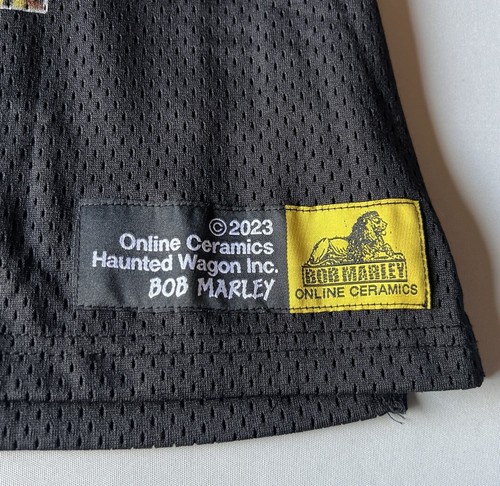 ©2023
Online Ceramics
Haunted Wagon Inc.
BOB MARLEY
BOB MARLEY
ONLINE CERAMICS